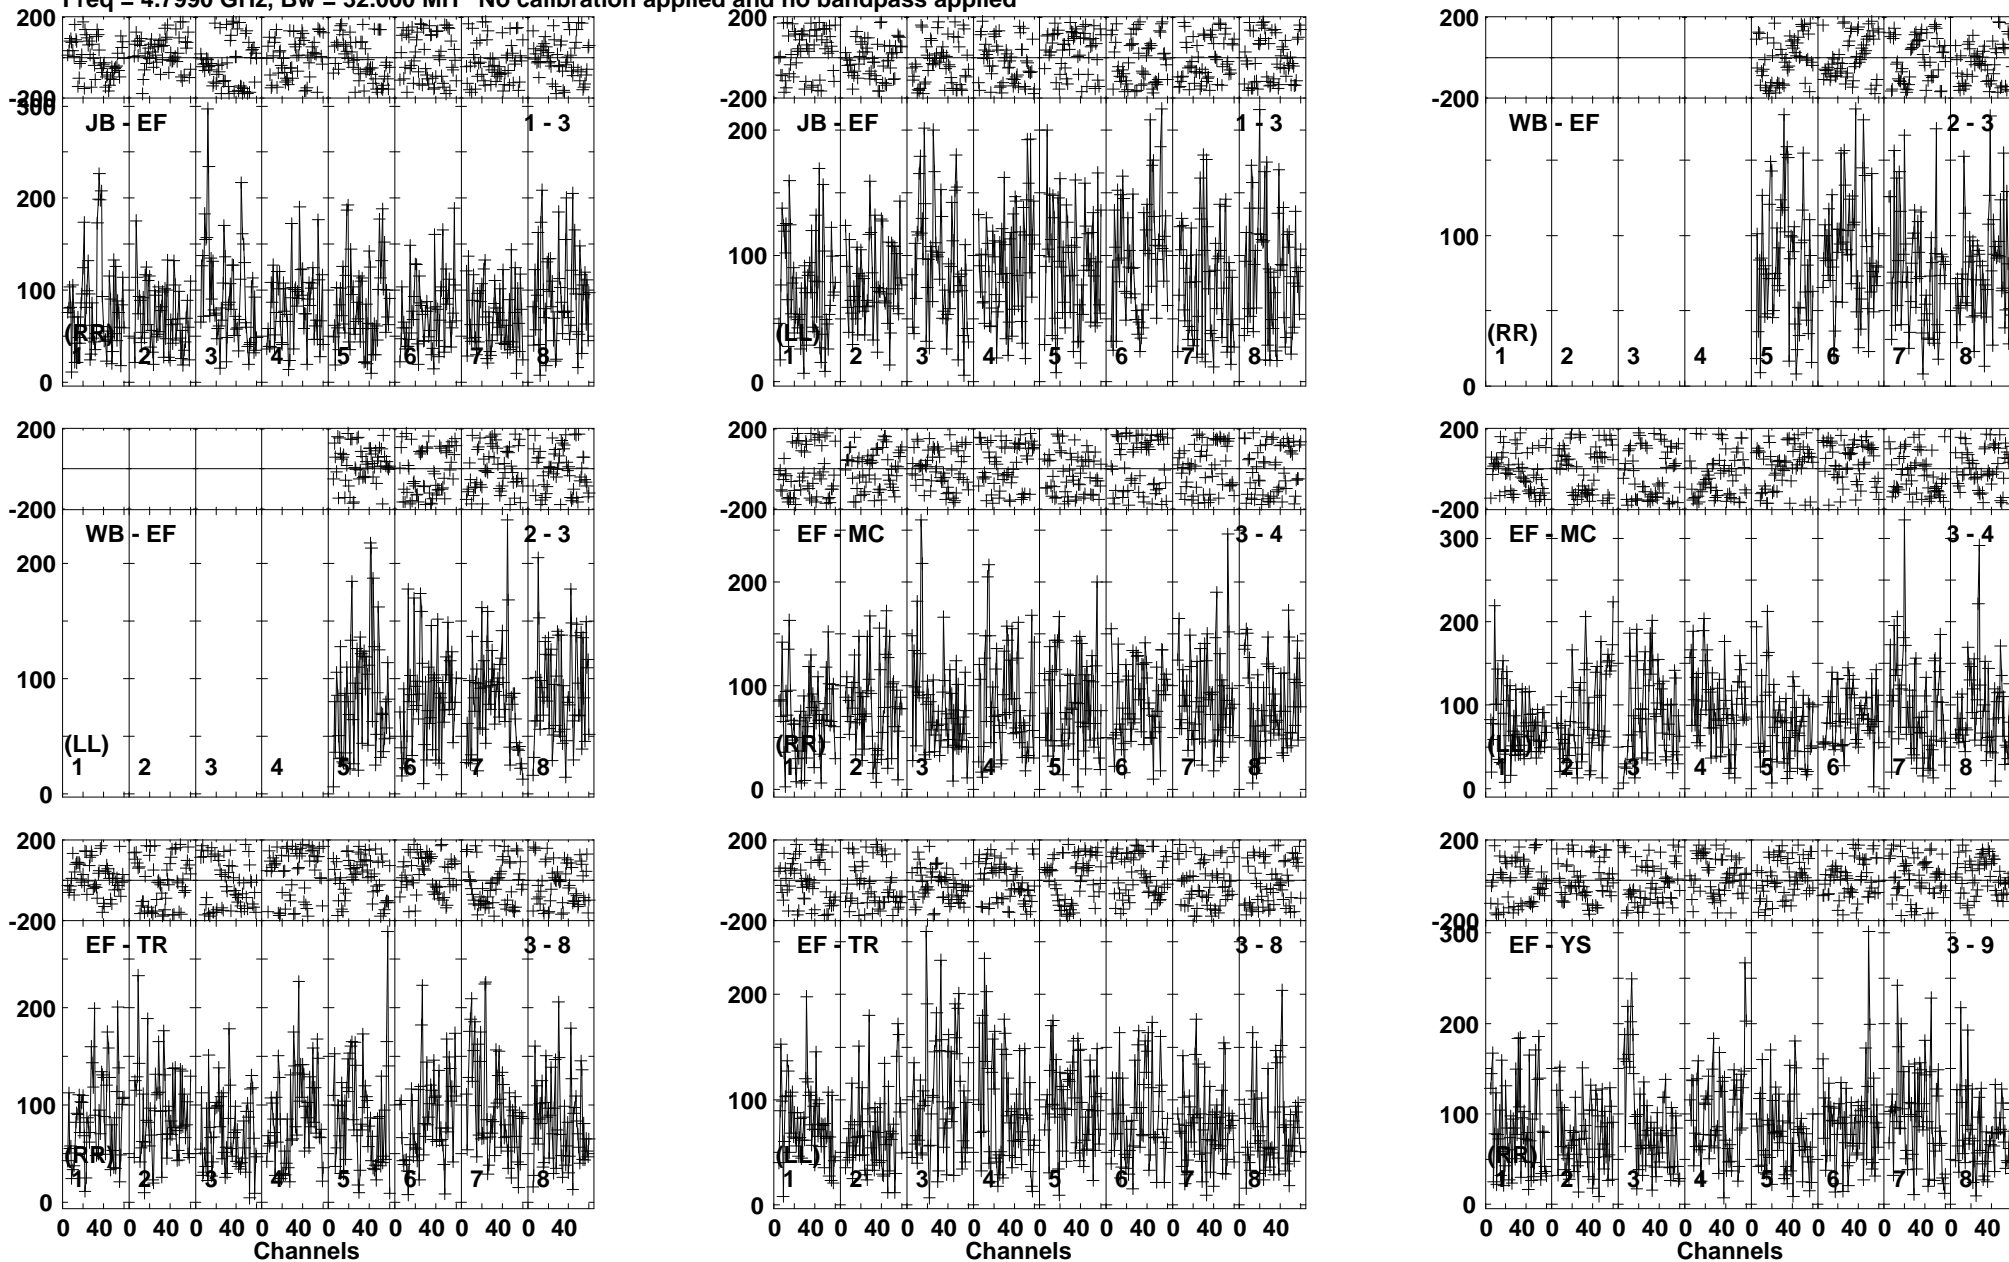 Freq = 4.7990 GHz, Bw = 32.000 MH No calibration applied and no bandpass applied
200 200 200
-200 -200 -200
300
JB - EF 1 - 3 JB - EF 1 - 3 WB - EF 2 - 3
200 200
200 100
100 100
(RR) (LL) (RR)
1 2 3 4 5 6 7 8 1 2 3 4 5 6 7 8 1 2 3 4 5 6 7 8
0 0 0
200 200 200
-200 -200 -200
WB - EF 2 - 3 EF - MC 3 - 4 EF - MC 3 - 4
300
200 200 200
100 100 100
(LL) (RR) (LL)
1 2 3 4 5 6 7 8 1 2 3 4 5 6 7 8 1 2 3 4 5 6 7 8
0 0 0
200 200 200
-200 -200 -200
300
EF - TR 3 - 8 EF - TR 3 - 8 EF - YS 3 - 9
200 200 200
100 100 100
(RR) (LL) (RR)
1 2 3 4 5 6 7 8 1 2 3 4 5 6 7 8 1 2 3 4 5 6 7 8
0 0 0
0 40 0 40 0 40 0 40 0 40 0 40 0 40 0 40 0 40 0 40 0 40 0 40 0 40 0 40 0 40 0 40 0 40 0 40 0 40 0 40 0 40 0 40 0 40 0 40
Channels Channels Channels